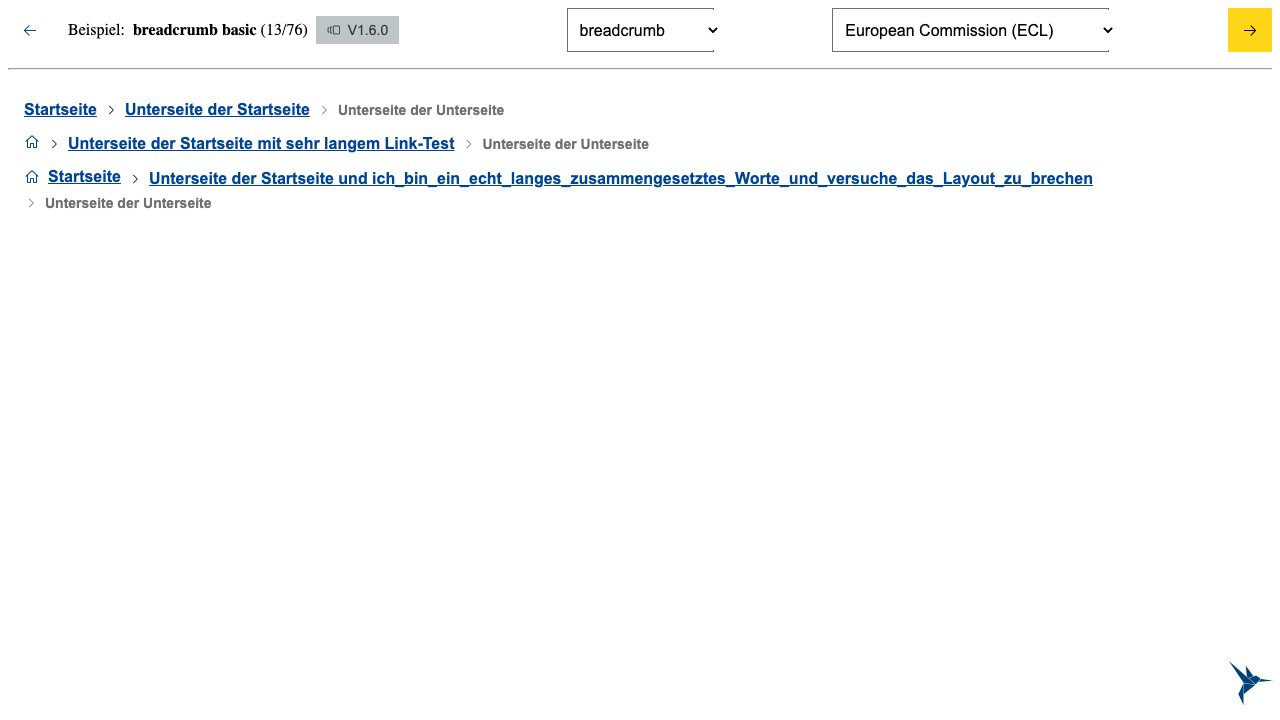 Beispiel: breadcrumb basic (13/76) V1.6.0 breadcrumb European Commission (ECL)
Startseite Unterseite der Startseite Unterseite der Unterseite
Unterseite der Startseite mit sehr langem Link-Test Unterseite der Unterseite
Startseite Unterseite der Startseite und ich_bin_ein_echt_langes_zusammengesetztes_Worte_und_versuche_das_Layout_zu_brechen
Unterseite der Unterseite